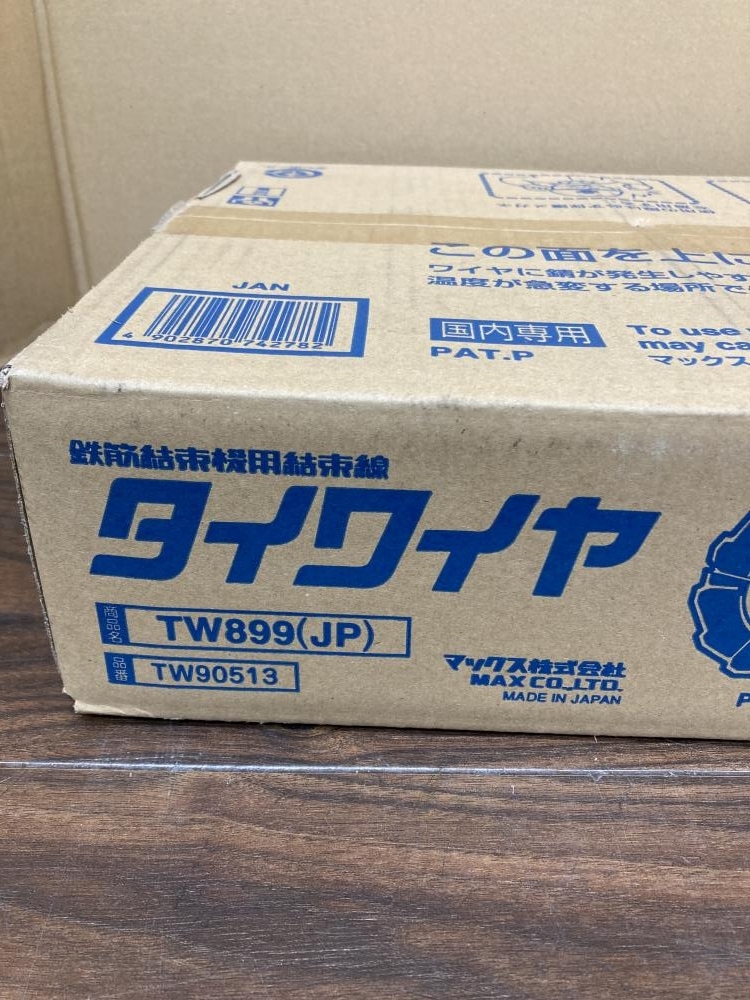 この面を上に
ワイヤに錆が発生しやす
温度が急変する場所で
JAN
4 902870 742782
国内専用
PAT.P
To use
may ca
マックス
鉄筋結束機用結束線
タイワイヤ
商品名 TW899(JP)
品番 TW90513
マックス株式会社
MAX CO.,LTD.
MADE IN JAPAN
P